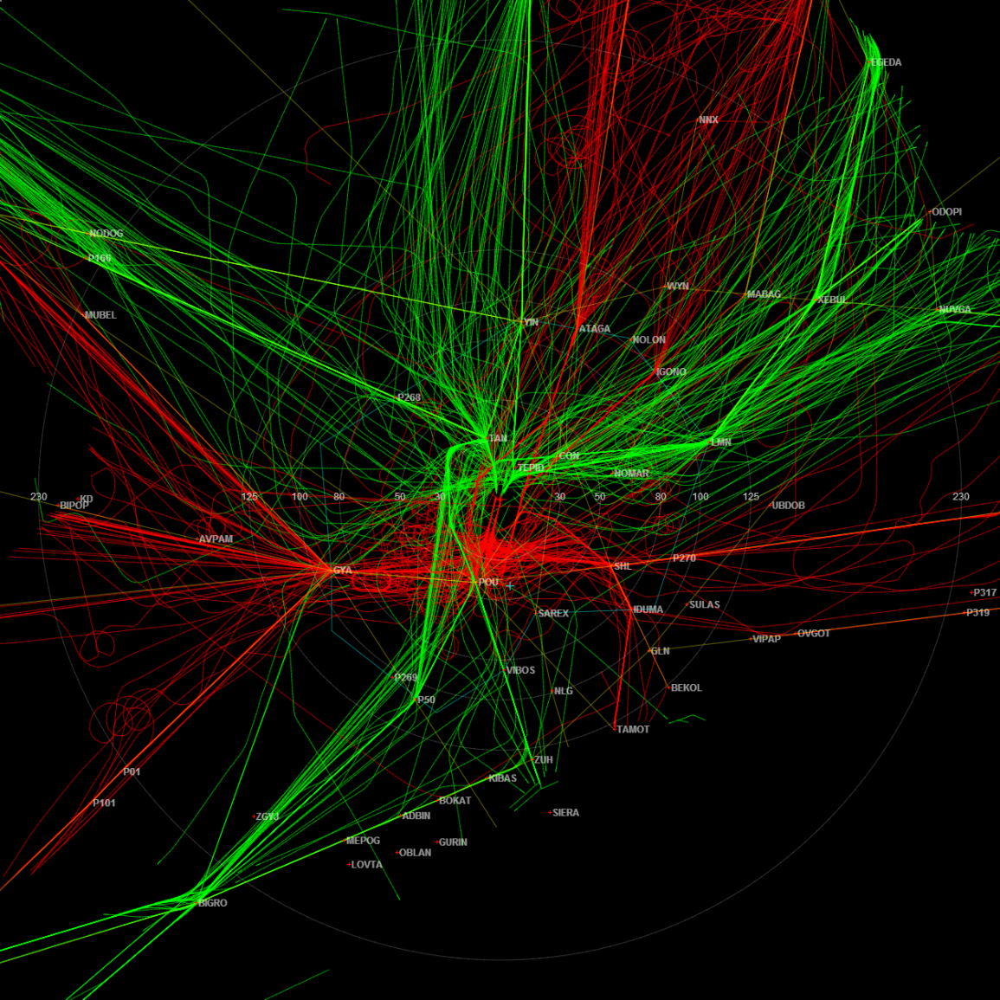 EGEDA
NNX
ODOPI
NODOG
P166
WYN
MABAG
XEBUL
MUBEL
NUVGA
YIN
ATAGA
NOLON
IGONO
P268
TAN
LMN
CON
TEPID
NOMAR
230 125 100 80 50 30 30 50 80 100 125 230
KD
BIPOP
UBDOB
AVPAM
P270
SHL
GYA
POU
P317
SULAS
IDUMA
SAREX
P319
OVGOT
VIPAP
GLN
VIBOS
P269
BEKOL
NLG
P50
TAMOT
ZUH
P01
KIBAS
BOKAT
P101
SIERA
ADBIN
ZGYJ
MEPOG
GURIN
OBLAN
LOVTA
BIGRO